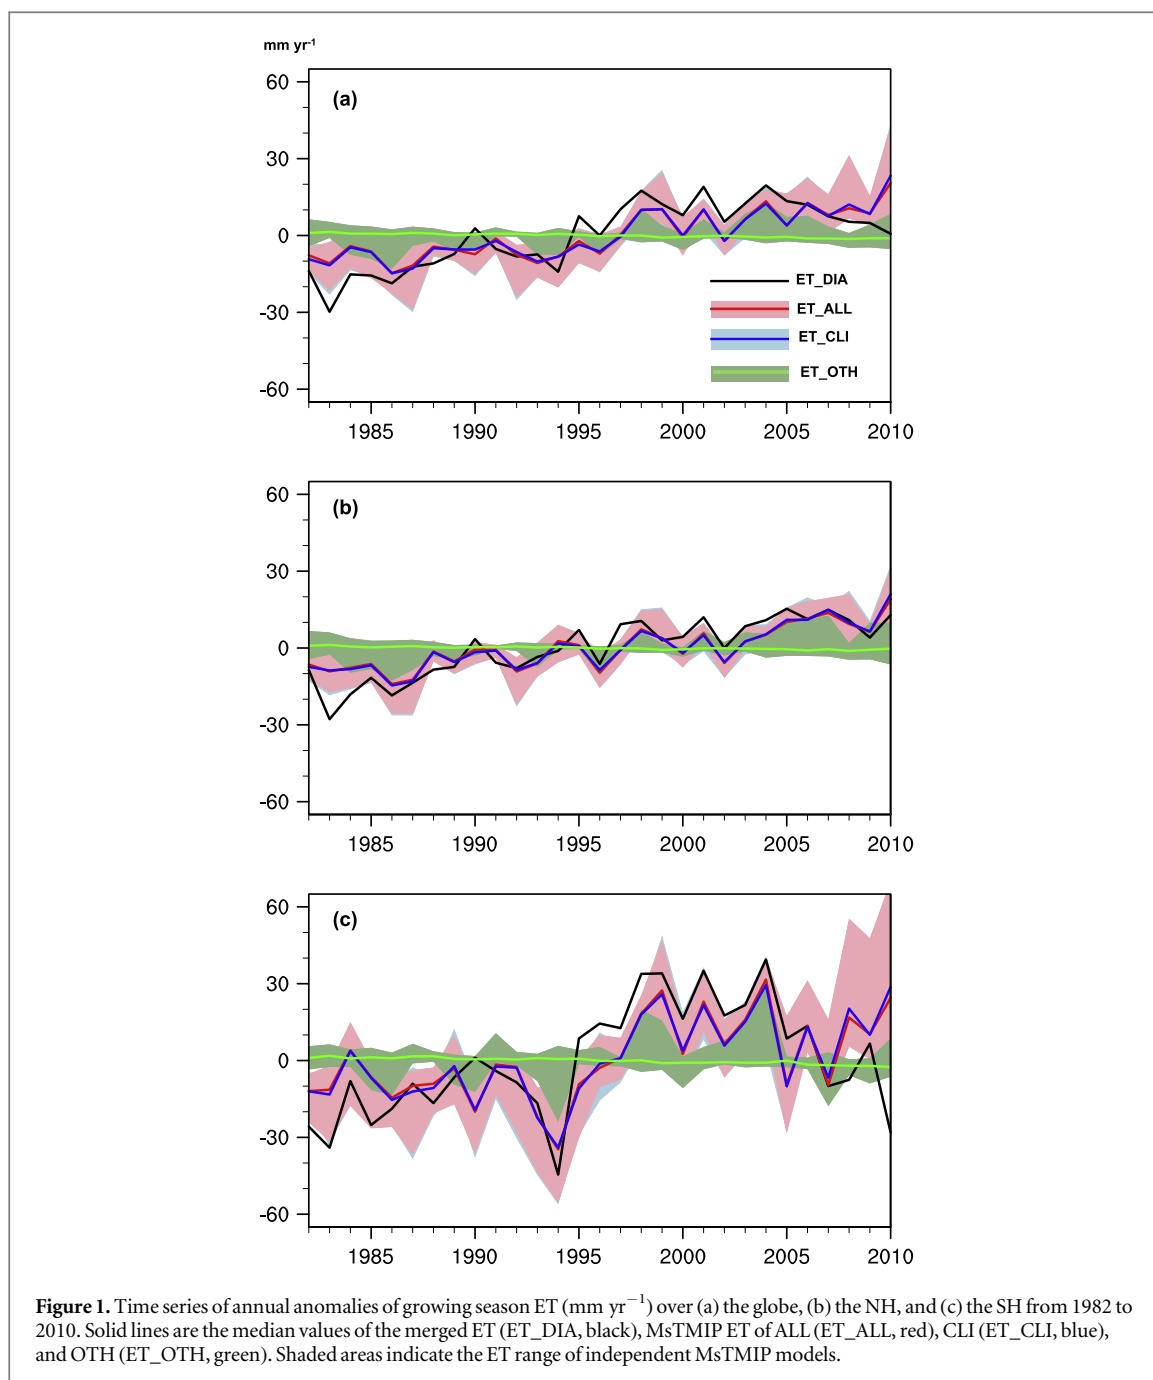 mm yr⁻¹
60
(a)
30
0
-30
-60
ET_DIA
ET_ALL
ET_CLI
ET_OTH
1985 1990 1995 2000 2005 2010
60
(b)
30
0
-30
-60
1985 1990 1995 2000 2005 2010
60
(c)
30
0
-30
-60
1985 1990 1995 2000 2005 2010
Figure 1. Time series of annual anomalies of growing season ET (mm yr⁻¹) over (a) the globe, (b) the NH, and (c) the SH from 1982 to
2010. Solid lines are the median values of the merged ET (ET_DIA, black), MsTMIP ET of ALL (ET_ALL, red), CLI (ET_CLI, blue),
and OTH (ET_OTH, green). Shaded areas indicate the ET range of independent MsTMIP models.